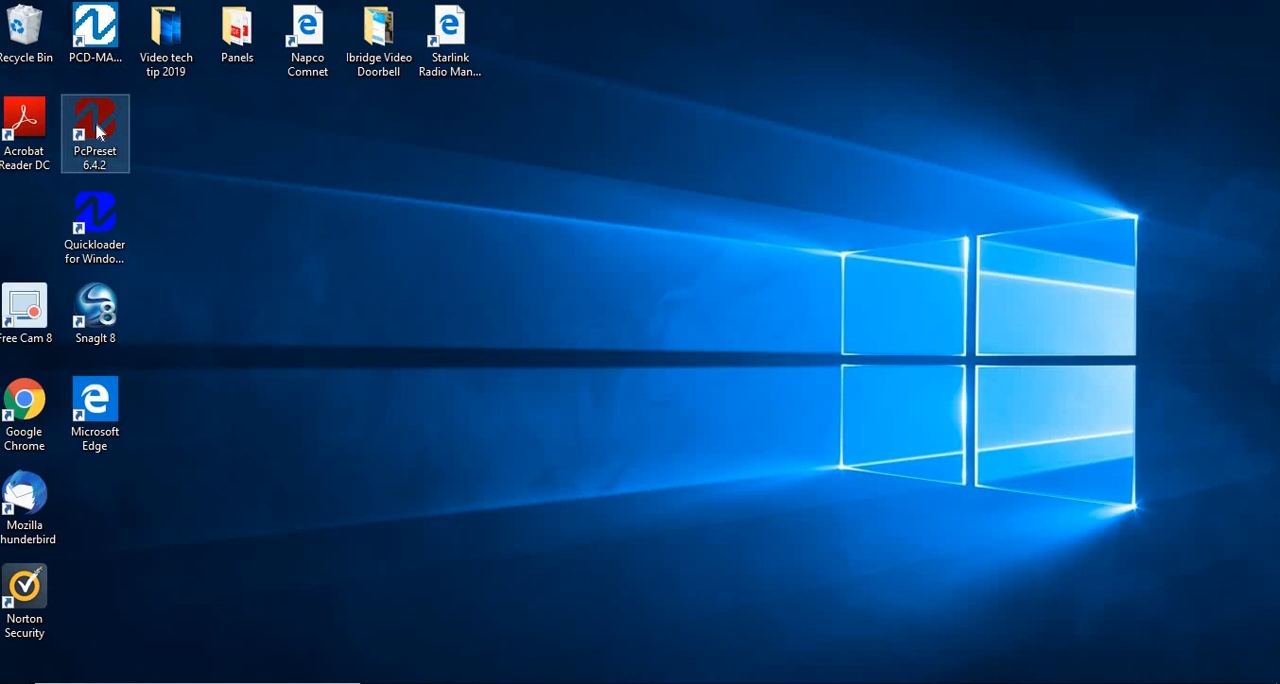 Recycle Bin
PCD-MA...
Video tech
tip 2019
Panels
Napco
Comnet
Ibridge Video
Doorbell
Starlink
Radio Man...
Acrobat
Reader DC
PcPreset
6.4.2
Quickloader
for Windo...
Free Cam 8
SnagIt 8
Google
Chrome
Microsoft
Edge
Mozilla
hunderbird
Norton
Security